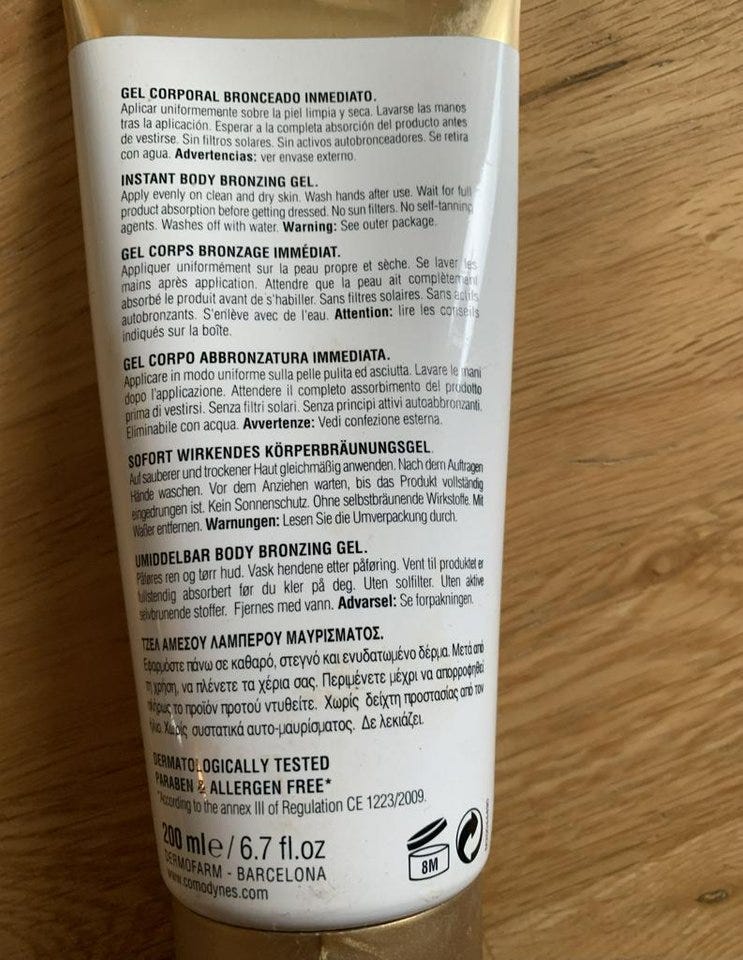 GEL CORPORAL BRONCEADO INMEDIATO.
Aplicar uniformemente sobre la piel limpia y seca. Lavarse las manos
tras la aplicación. Esperar a la completa absorción del producto antes
de vestirse. Sin filtros solares. Sin activos autobronceadores. Se retira
con agua. Advertencias: ver envase externo.
INSTANT BODY BRONZING GEL.
Apply evenly on clean and dry skin. Wash hands after use. Wait for full
product absorption before getting dressed. No sun filters. No self-tanning
agents. Washes off with water. Warning: See outer package.
GEL CORPS BRONZAGE IMMÉDIAT.
Appliquer uniformément sur la peau propre et sèche. Se laver les
mains après application. Attendre que la peau ait complètement
absorbé le produit avant de s'habiller. Sans filtres solaires. Sans actifs
autobronzants. S'enlève avec de l'eau. Attention: lire les conseils
indiqués sur la boîte.
GEL CORPO ABBRONZATURA IMMEDIATA.
Applicare in modo uniforme sulla pelle pulita ed asciutta. Lavare le mani
dopo l'applicazione. Attendere il completo assorbimento del prodotto
prima di vestirsi. Senza filtri solari. Senza principi attivi autoabbronzanti.
Eliminabile con acqua. Avvertenze: Vedi confezione esterna.
SOFORT WIRKENDES KÖRPERBRÄUNUNGSGEL.
Auf sauberer und trockener Haut gleichmäßig anwenden. Nach dem Auftragen
Hände waschen. Vor dem Anziehen warten, bis das Produkt vollständig
eingedrungen ist. Kein Sonnenschutz. Ohne selbstbräunende Wirkstoffe. Mit
Waßer entfernen. Warnungen: Lesen Sie die Umverpackung durch.
UMIDDELBAR BODY BRONZING GEL.
Påføres ren og tørr hud. Vask hendene etter påføring. Vent til produktet er
fullstendig absorbert før du kler på deg. Uten solfilter. Uten aktive
selvbrunende stoffer. Fjernes med vann. Advarsel: Se forpakningen.
ΤΖΕΛ ΑΜΕΣΟΥ ΛΑΜΠΕΡΟΥ ΜΑΥΡΙΣΜΑΤΟΣ.
Εφαρμόστε πάνω σε καθαρό, στεγνό και ενυδατωμένο δέρμα. Μετά από
τη χρήση, να πλένετε τα χέρια σας. Περιμένετε μέχρι να απορροφηθεί
πλήρως το προϊόν προτού ντυθείτε. Χωρίς δείχτη προστασίας από τον
ήλιο. Χωρίς συστατικά αυτο-μαυρίσματος. Δε λεκιάζει.
DERMATOLOGICALLY TESTED
PARABEN & ALLERGEN FREE*
*According to the annex III of Regulation CE 1223/2009.
200 ml e / 6.7 fl.oz
DERMOFARM - BARCELONA
www.comodynes.com
8M